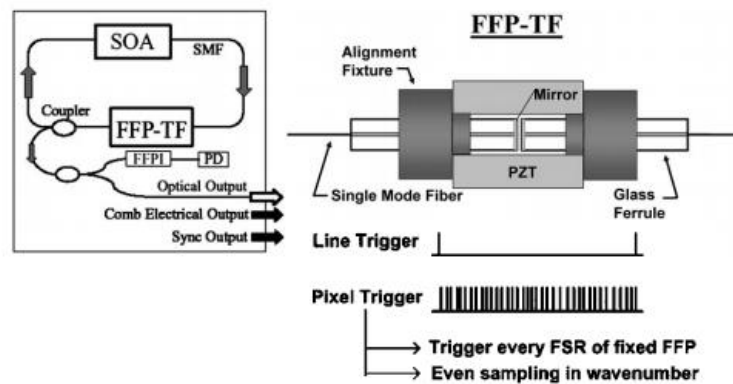 SOA
SMF
Coupler
FFP-TF
FFPI
PD
Optical Output
Comb Electrical Output
Sync Output
FFP-TF
Alignment
Fixture
Mirror
PZT
Single Mode Fiber
Glass
Ferrule
Line Trigger
Pixel Trigger
Trigger every FSR of fixed FFP
Even sampling in wavenumber